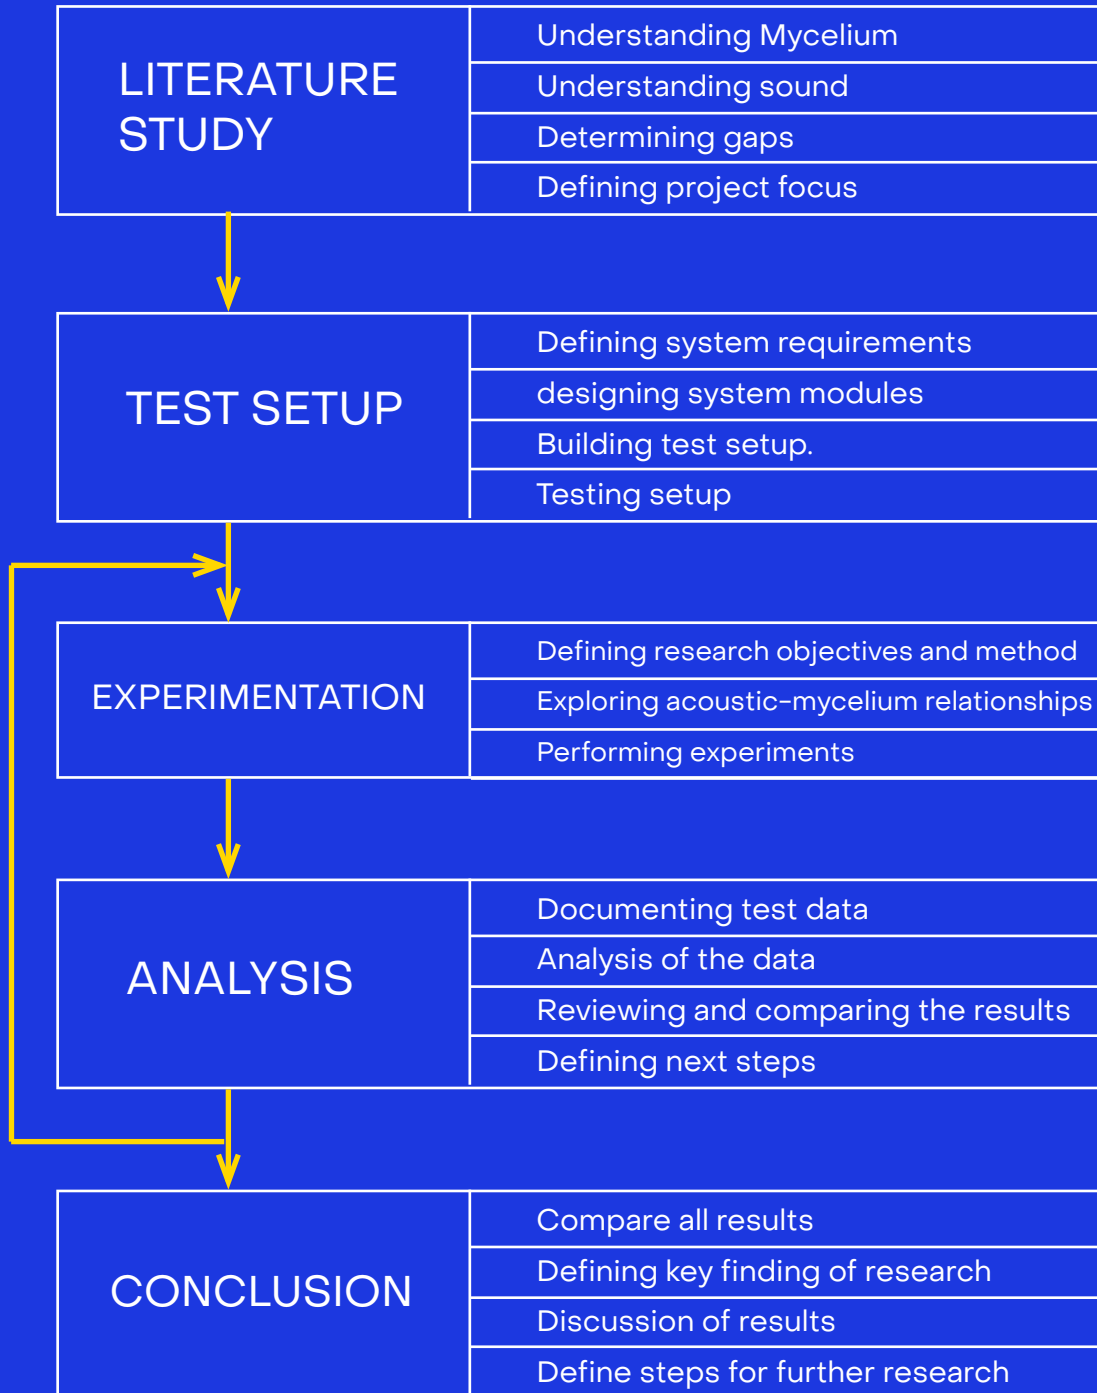 LITERATURE
STUDY
Understanding Mycelium
Understanding sound
Determining gaps
Defining project focus
TEST SETUP
Defining system requirements
designing system modules
Building test setup.
Testing setup
EXPERIMENTATION
Defining research objectives and method
Exploring acoustic-mycelium relationships
Performing experiments
ANALYSIS
Documenting test data
Analysis of the data
Reviewing and comparing the results
Defining next steps
CONCLUSION
Compare all results
Defining key finding of research
Discussion of results
Define steps for further research